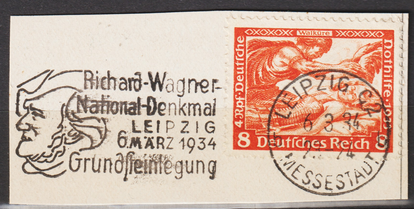 Richard-Wagner-
National-Denkmal
LEIPZIG
6.MÄRZ 1934
Grundsteinlegung
Walküre
4.Rpf-Deutsche
Nothilfe
8 Deutsches Reich 8
LEIPZIG C2
6.3.34
MESSESTADT